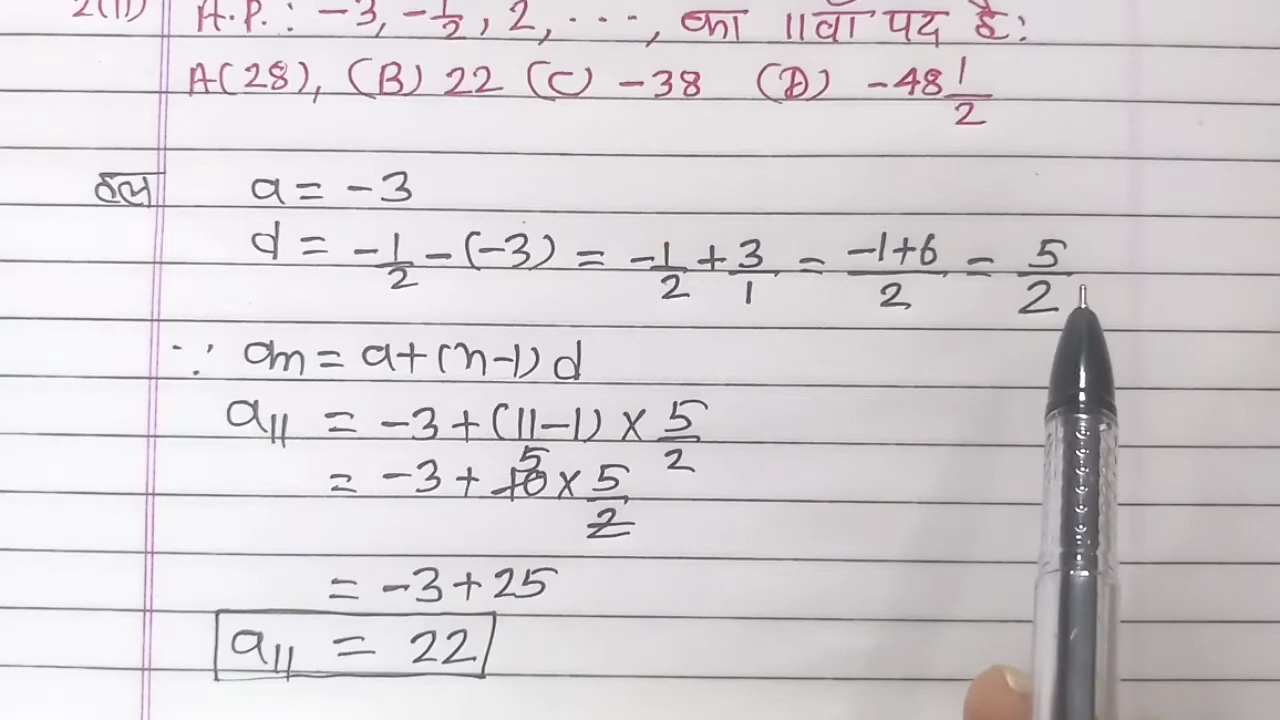 2(ii) A.P.: -3, -1/2, 2, ..., का 11वाँ पद है:
A(28), (B) 22 (C) -38 (D) -48 1/2
हल a = -3
d = -1/2 - (-3) = -1/2 + 3/1 = -1+6/2 = 5/2
∵ an = a+(n-1)d
a11 = -3+(11-1) × 5/2
= -3 + 10 5 × 5/2
= -3+25
a11 = 22